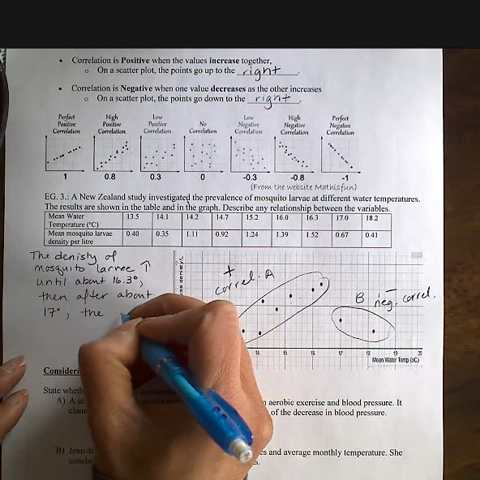 • Correlation is Positive when the values increase together,
o On a scatter plot, the points go up to the right.
• Correlation is Negative when one value decreases as the other increases
o On a scatter plot, the points go down to the right.
Perfect Positive Correlation High Positive Correlation Low Positive Correlation No Correlation Low Negative Correlation High Negative Correlation Perfect Negative Correlation
1 0.8 0.3 0 -0.3 -0.8 -1
(From the website Mathisfun)
EG. 3.: A New Zealand study investigated the prevalence of mosquito larvae at different water temperatures.
The results are shown in the table and in the graph. Describe any relationship between the variables.
Mean Water Temperature (°C) 13.5 14.1 14.2 14.7 15.2 16.0 16.3 17.0 18.2
Mean mosquito larvae density per litre 0.40 0.35 1.11 0.92 1.24 1.39 1.52 0.67 0.41
The denisty of
mosquito larvae ↑
until about 16.3°,
then after about
17°, the
+
correl. A
B neg. correl.
14 15 16 17 18 19 20
Mean Water Temp (oC)
State
A)
aerobic exercise and blood pressure. It
of the decrease in blood pressure.
B) Jenn
and average monthly temperature. She